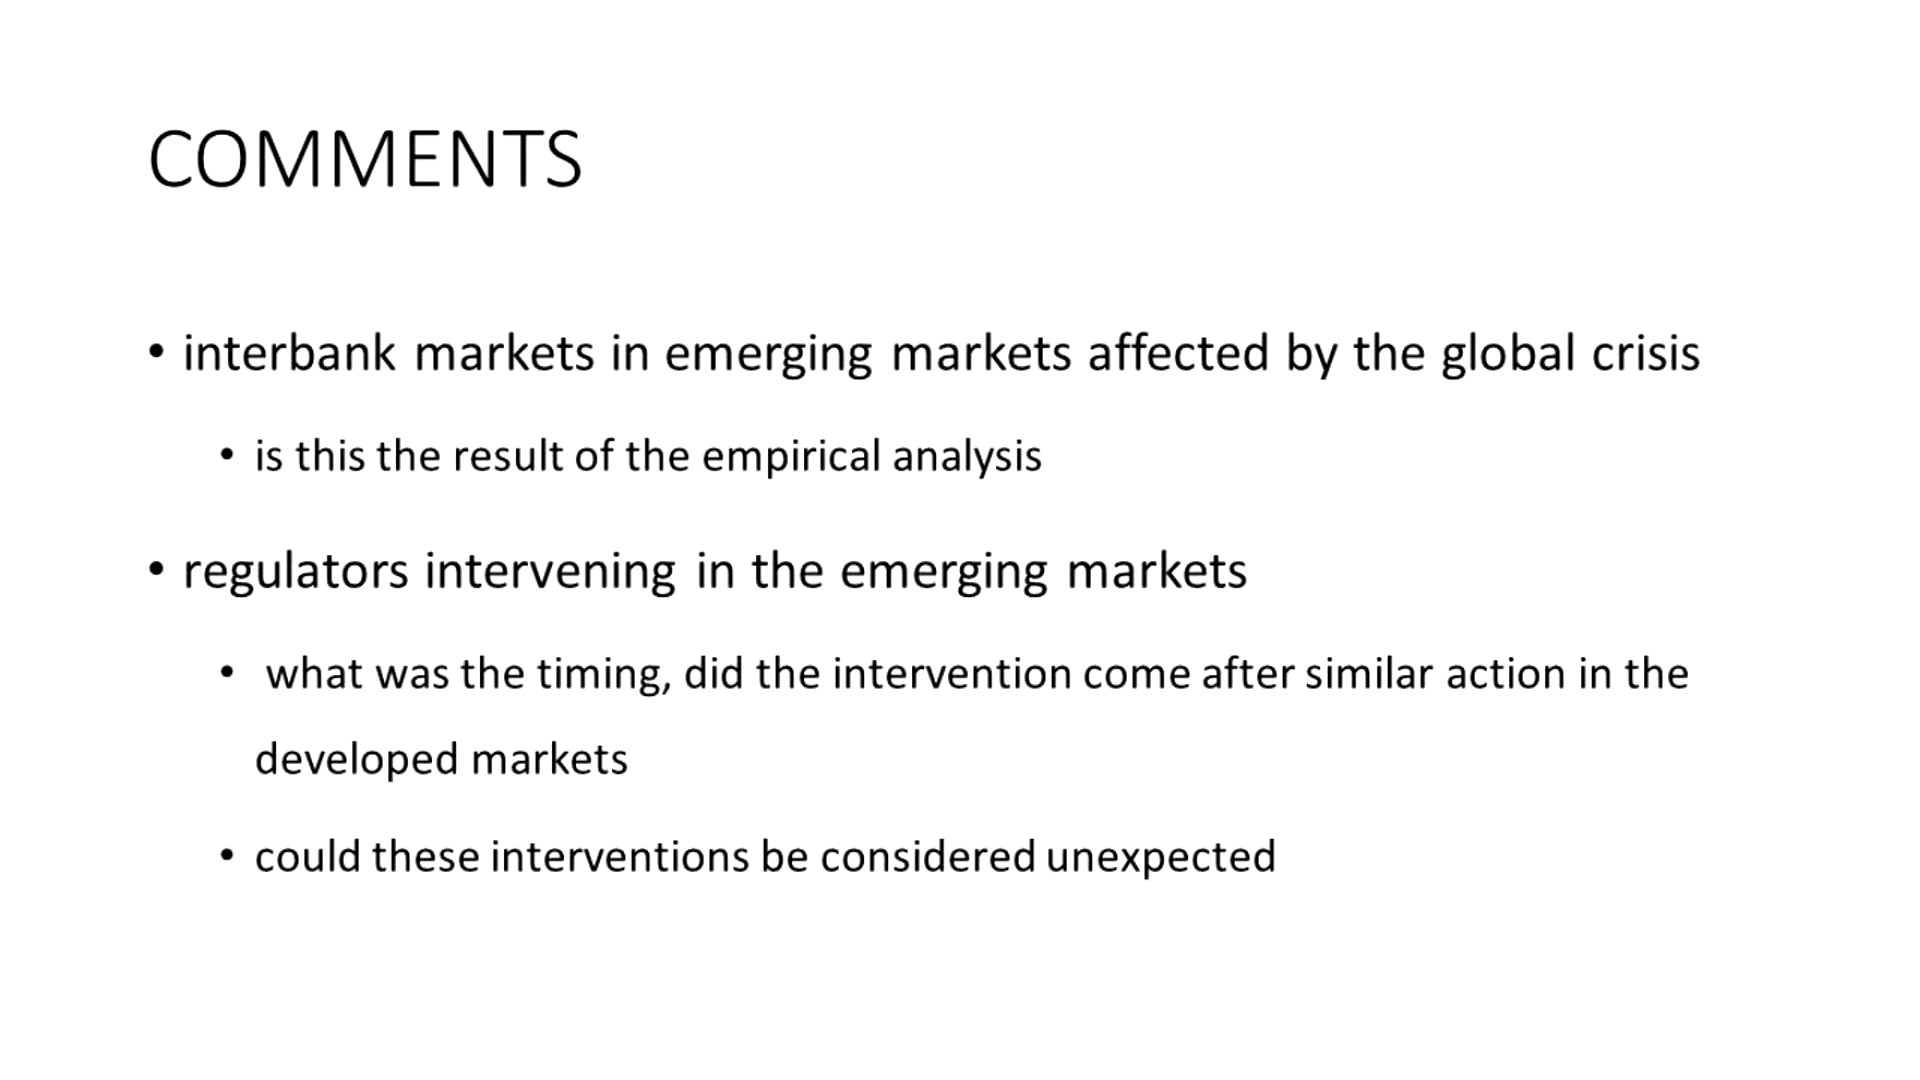 COMMENTS
• interbank markets in emerging markets affected by the global crisis
• is this the result of the empirical analysis
• regulators intervening in the emerging markets
• what was the timing, did the intervention come after similar action in the
developed markets
• could these interventions be considered unexpected